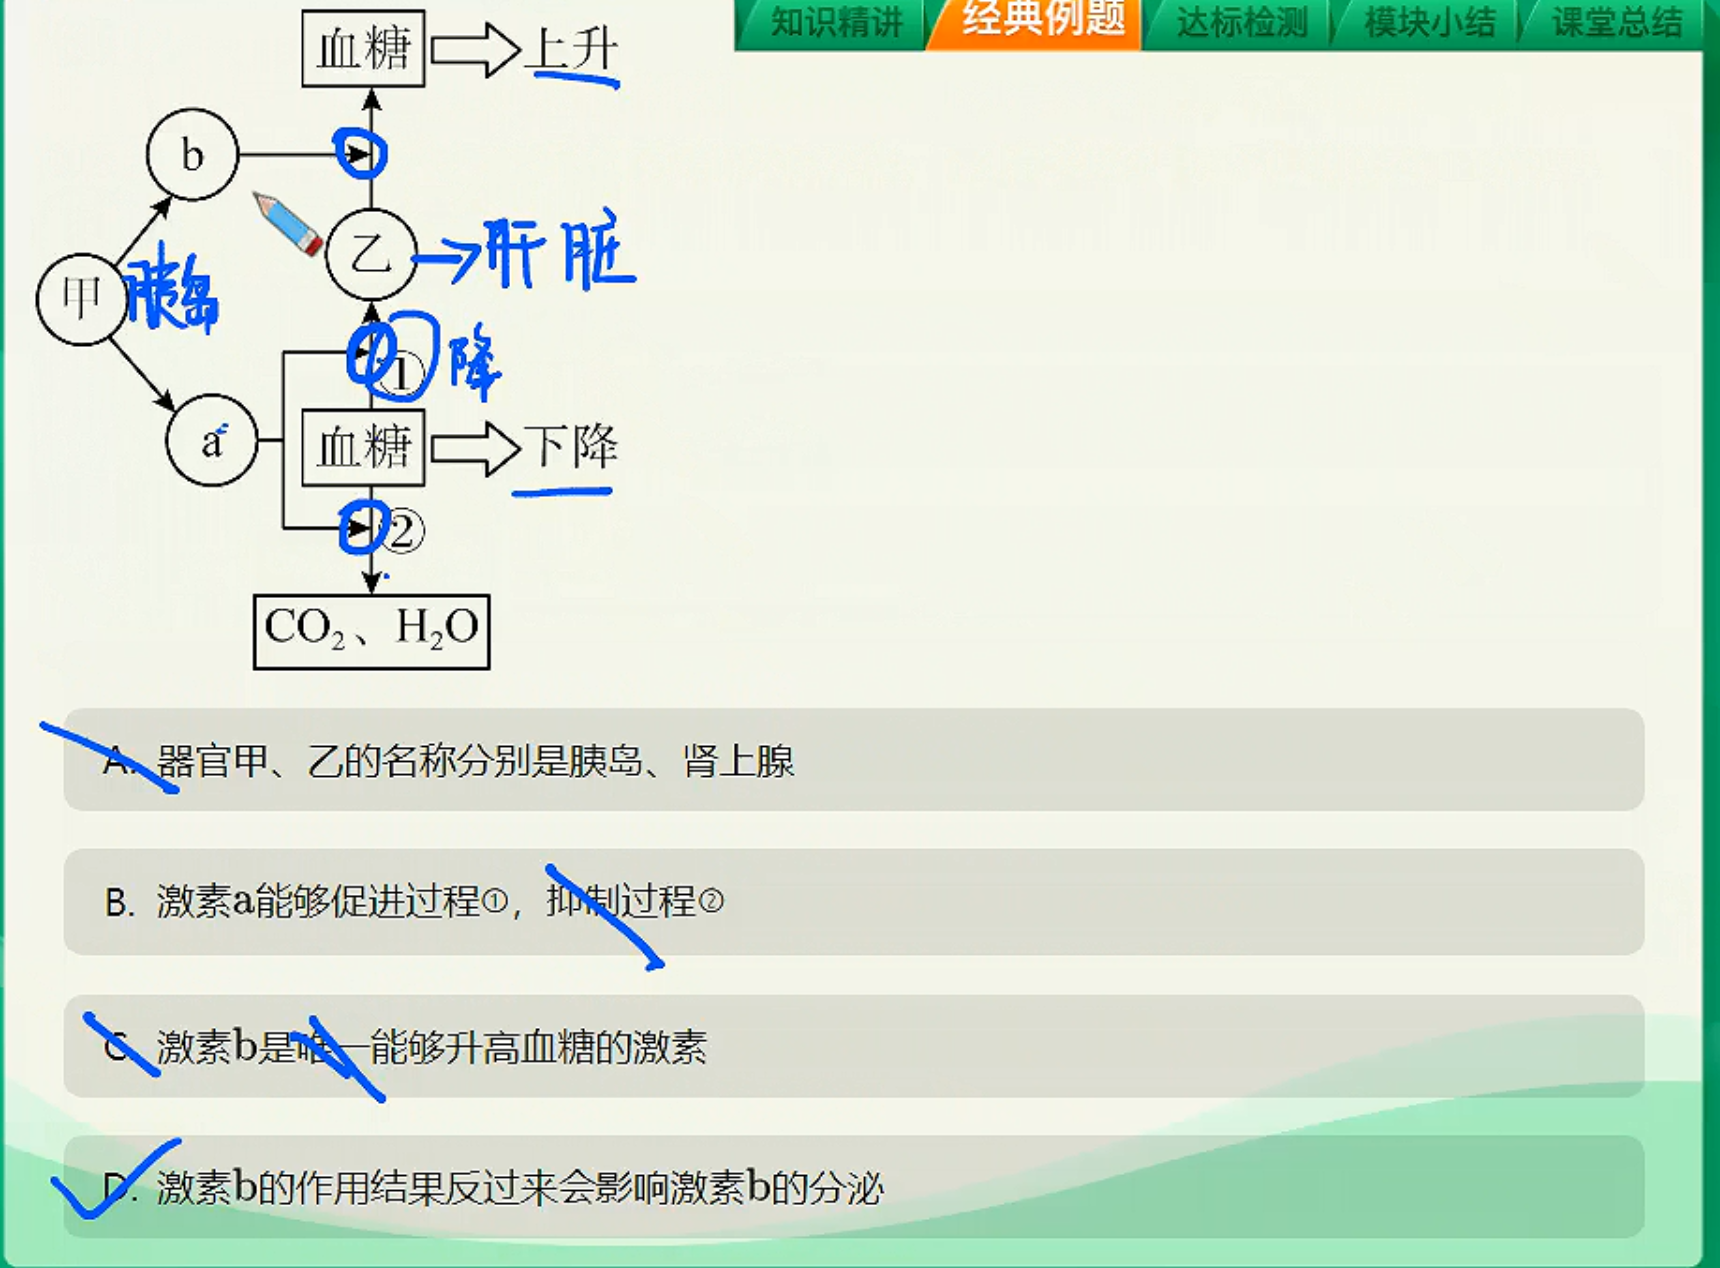 知识精讲 经典例题 达标检测 模块小结 课堂总结
血糖 上升
b
乙 肝脏
甲 胰岛
① 降
a 血糖 下降
②
CO₂、H₂O
A. 器官甲、乙的名称分别是胰岛、肾上腺
B. 激素a能够促进过程①，抑制过程②
C. 激素b是唯一能够升高血糖的激素
D. 激素b的作用结果反过来会影响激素b的分泌